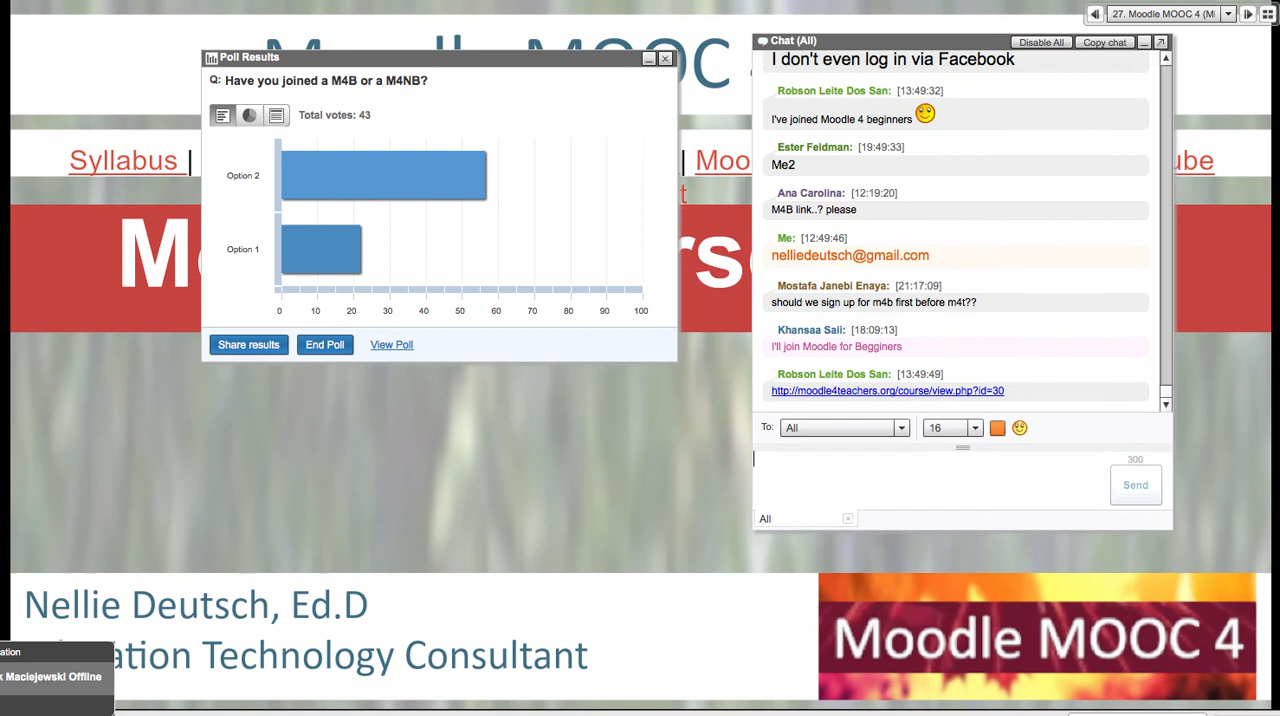 27. Moodle MOOC 4 (M
MOOC
Poll Results
Q: Have you joined a M4B or a M4NB?
Total votes: 43
Option 2
Option 1
0 10 20 30 40 50 60 70 80 90 100
Share results End Poll View Poll
Chat (All) Disable All Copy chat
I don't even log in via Facebook
Robson Leite Dos San: [13:49:32]
I've joined Moodle 4 beginners
Ester Feldman: [19:49:33]
Me2
Ana Carolina: [12:19:20]
M4B link..? please
Me: [12:49:46]
nelliedeutsch@gmail.com
Mostafa Janebi Enaya: [21:17:09]
should we sign up for m4b first before m4t??
Khansaa Saii: [18:09:13]
I'll join Moodle for Begginers
Robson Leite Dos San: [13:49:49]
http://moodle4teachers.org/course/view.php?id=30
To: All 16
300
Send
All
Syllabus | | Moo
Nellie Deutsch, Ed.D
Technology Consultant
Maciejewski Offline
Moodle MOOC 4